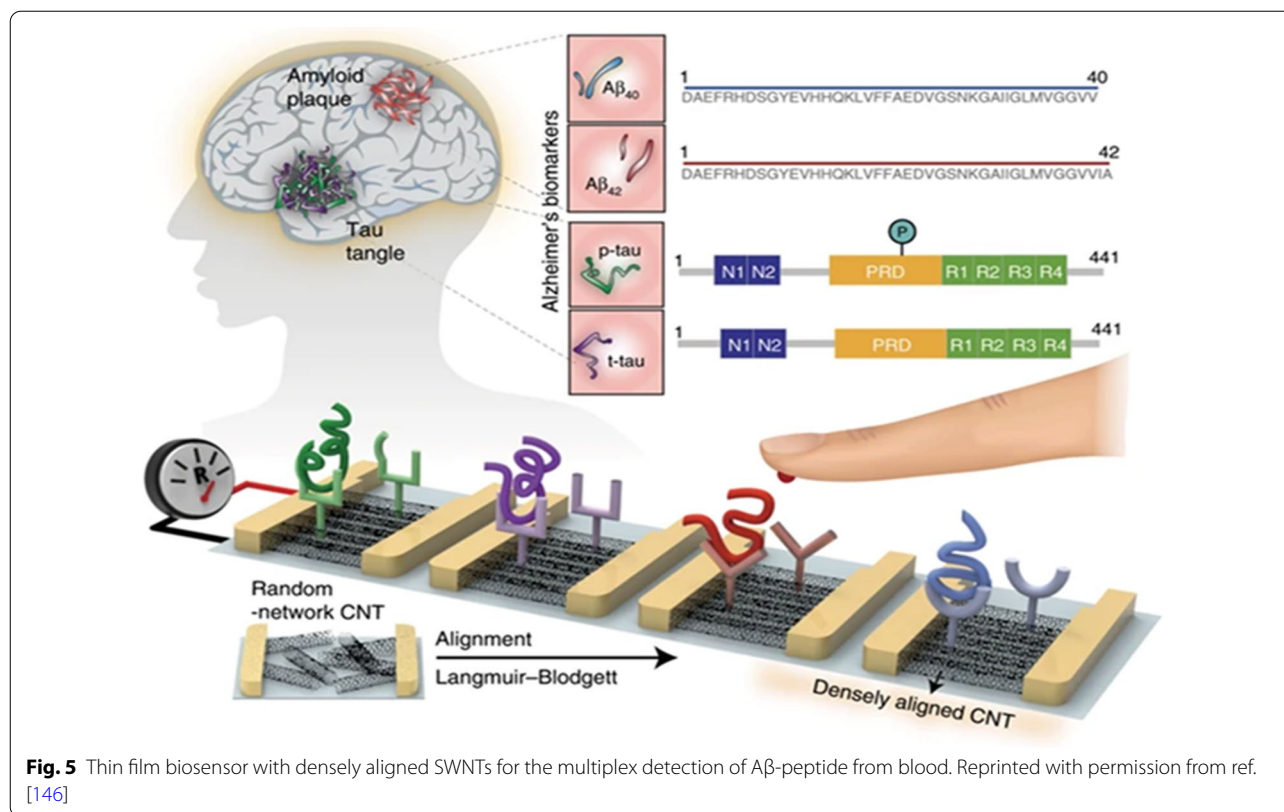 Amyloid
plaque
Tau
tangle
Alzheimer's biomarkers
Aβ40
Aβ42
p-tau
t-tau
1 40
DAEFRHDSGYEVHHQKLVFFAEDVGSNKGAIIGLMVGGVV
1 42
DAEFRHDSGYEVHHQKLVFFAEDVGSNKGAIIGLMVGGVVIA
P
1 441
N1 N2 PRD R1 R2 R3 R4
1 441
N1 N2 PRD R1 R2 R3 R4
R
Random
-network CNT
Alignment
Langmuir–Blodgett
Densely aligned CNT
Fig. 5 Thin film biosensor with densely aligned SWNTs for the multiplex detection of Aβ-peptide from blood. Reprinted with permission from ref.
[146]